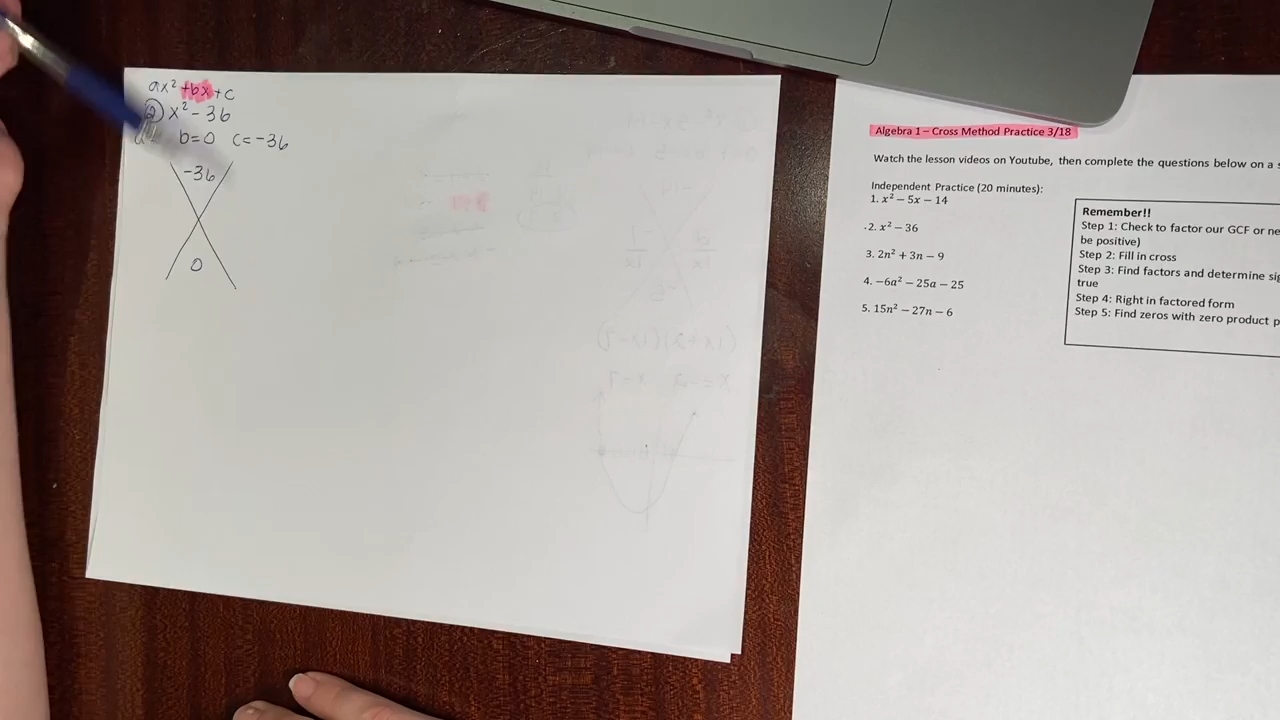 ax² + bx + c
2) x² - 36
b=0 c=-36
-36
0
Algebra 1 – Cross Method Practice 3/18
Watch the lesson videos on Youtube, then complete the questions below on a
Independent Practice (20 minutes):
1. x² − 5x − 14
2. x² − 36
3. 2n² + 3n − 9
4. −6a² − 25a − 25
5. 15n² − 27n − 6
Remember!!
Step 1: Check to factor our GCF or
be positive)
Step 2: Fill in cross
Step 3: Find factors and determine
true
Step 4: Right in factored form
Step 5: Find zeros with zero product